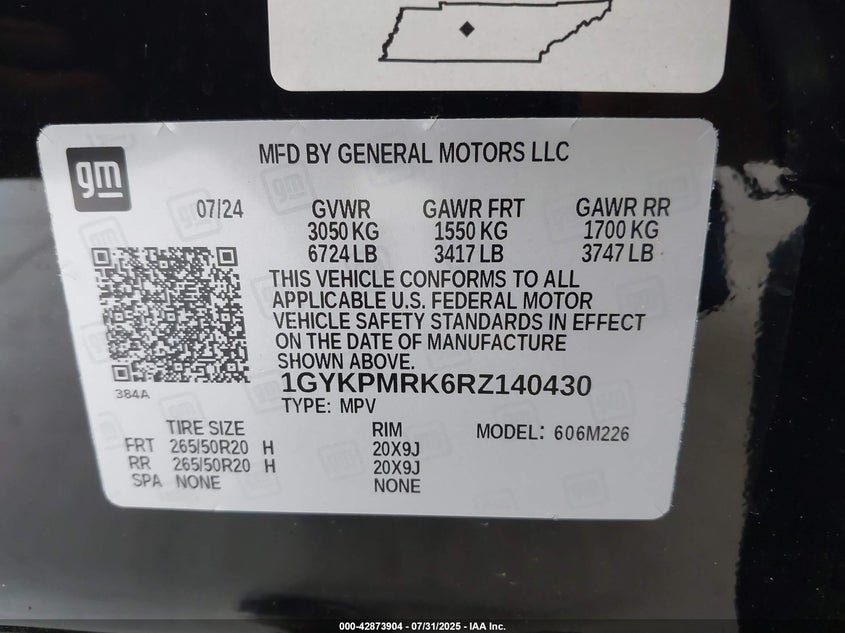 gm
MFD BY GENERAL MOTORS LLC
07/24 GVWR GAWR FRT GAWR RR
3050 KG 1550 KG 1700 KG
6724 LB 3417 LB 3747 LB
THIS VEHICLE CONFORMS TO ALL
APPLICABLE U.S. FEDERAL MOTOR
VEHICLE SAFETY STANDARDS IN EFFECT
ON THE DATE OF MANUFACTURE
SHOWN ABOVE.
384A
1GYKPMRK6RZ140430
TYPE: MPV
TIRE SIZE RIM MODEL: 606M226
FRT 265/50R20 H 20X9J
RR 265/50R20 H 20X9J
SPA NONE NONE
000-42873904 - 07/31/2025 - IAA Inc.